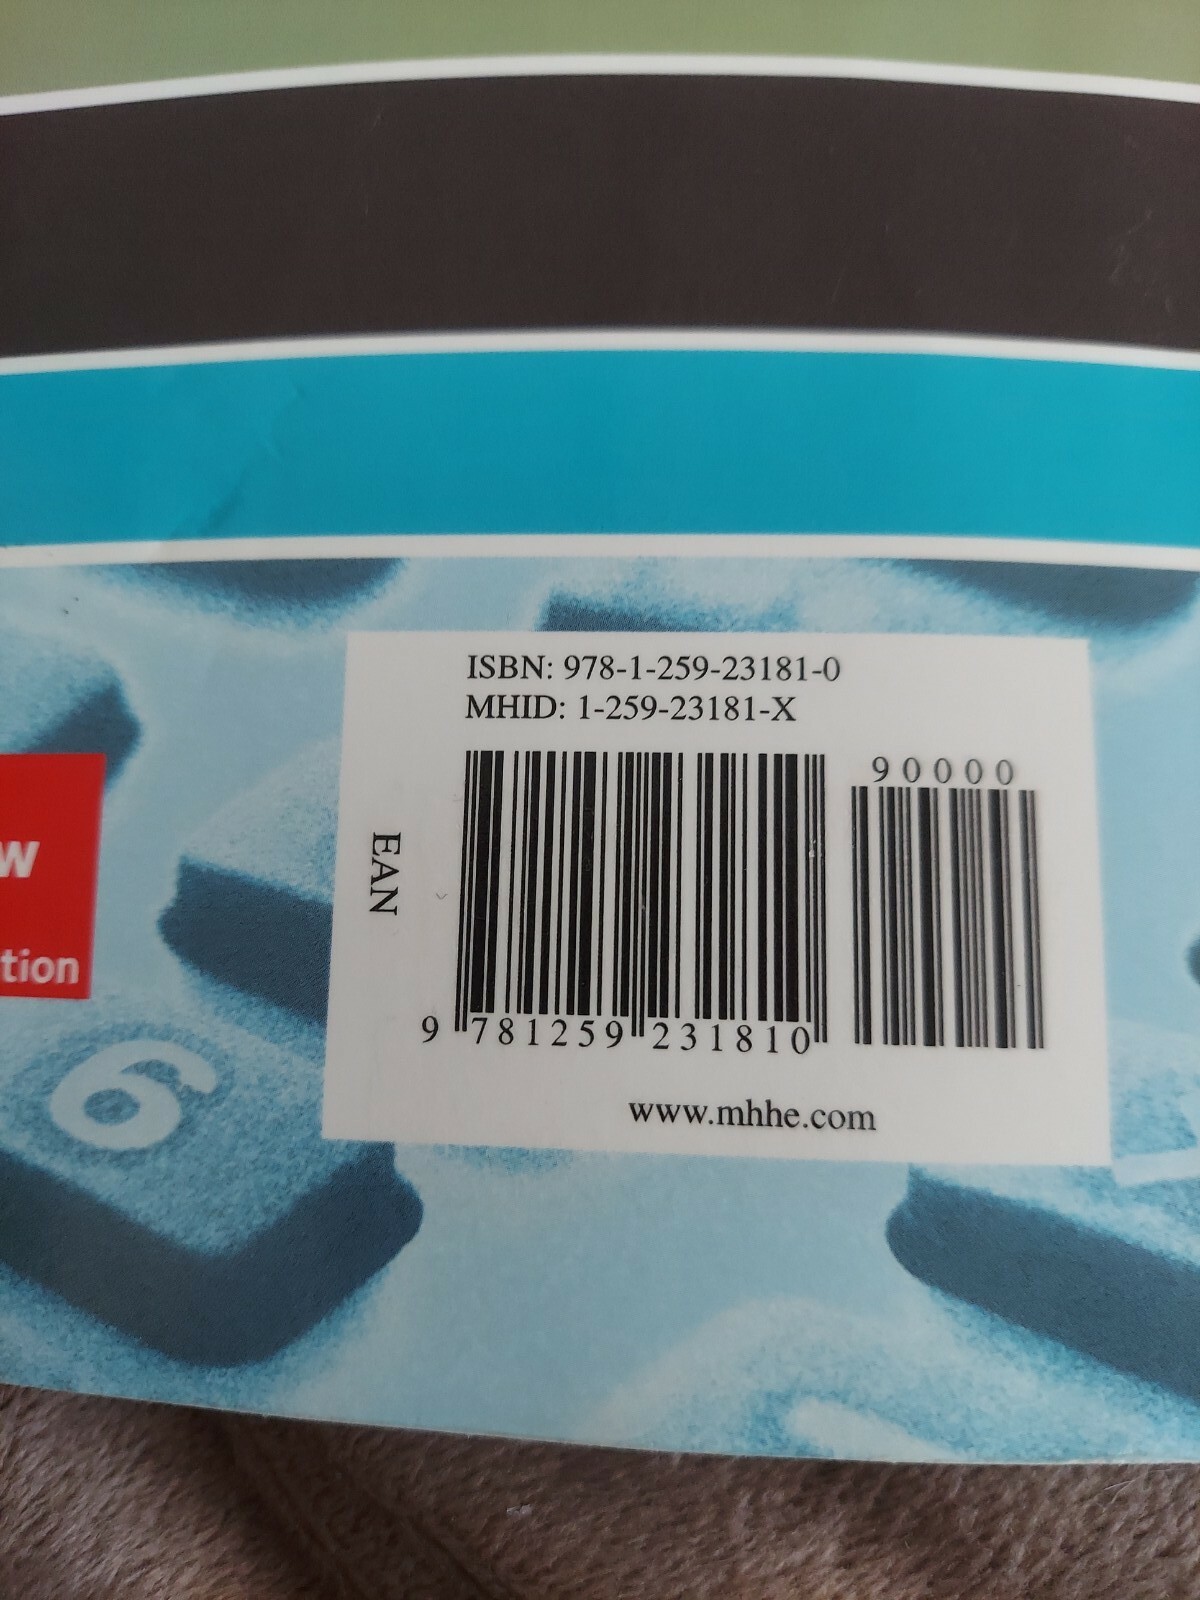 ISBN: 978-1-259-23181-0
MHID: 1-259-23181-X
90000
EAN
9 781259 231810
www.mhhe.com
w
tion
6